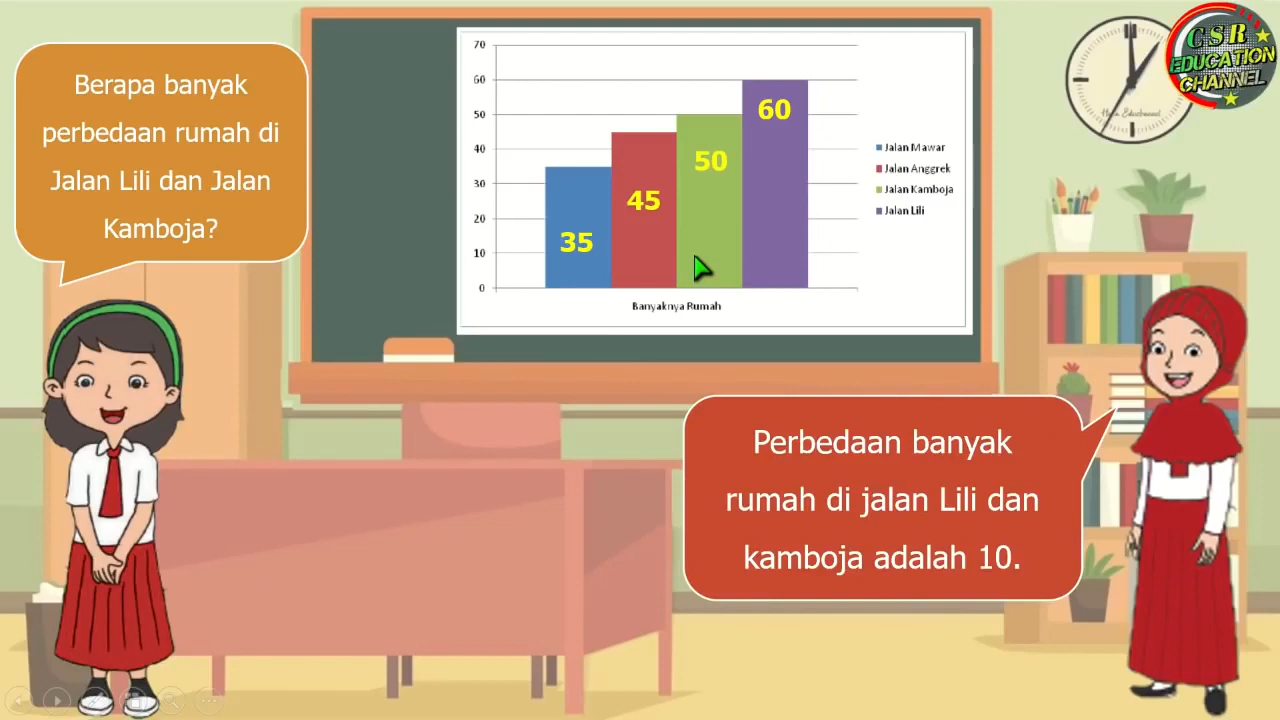 Berapa banyak
perbedaan rumah di
Jalan Lili dan Jalan
Kamboja?
70
60
50
40
30
20
10
0
35
45
50
60
Banyaknya Rumah
Jalan Mawar
Jalan Anggrek
Jalan Kamboja
Jalan Lili
CSR
EDUCATION
CHANNEL
Perbedaan banyak
rumah di jalan Lili dan
kamboja adalah 10.